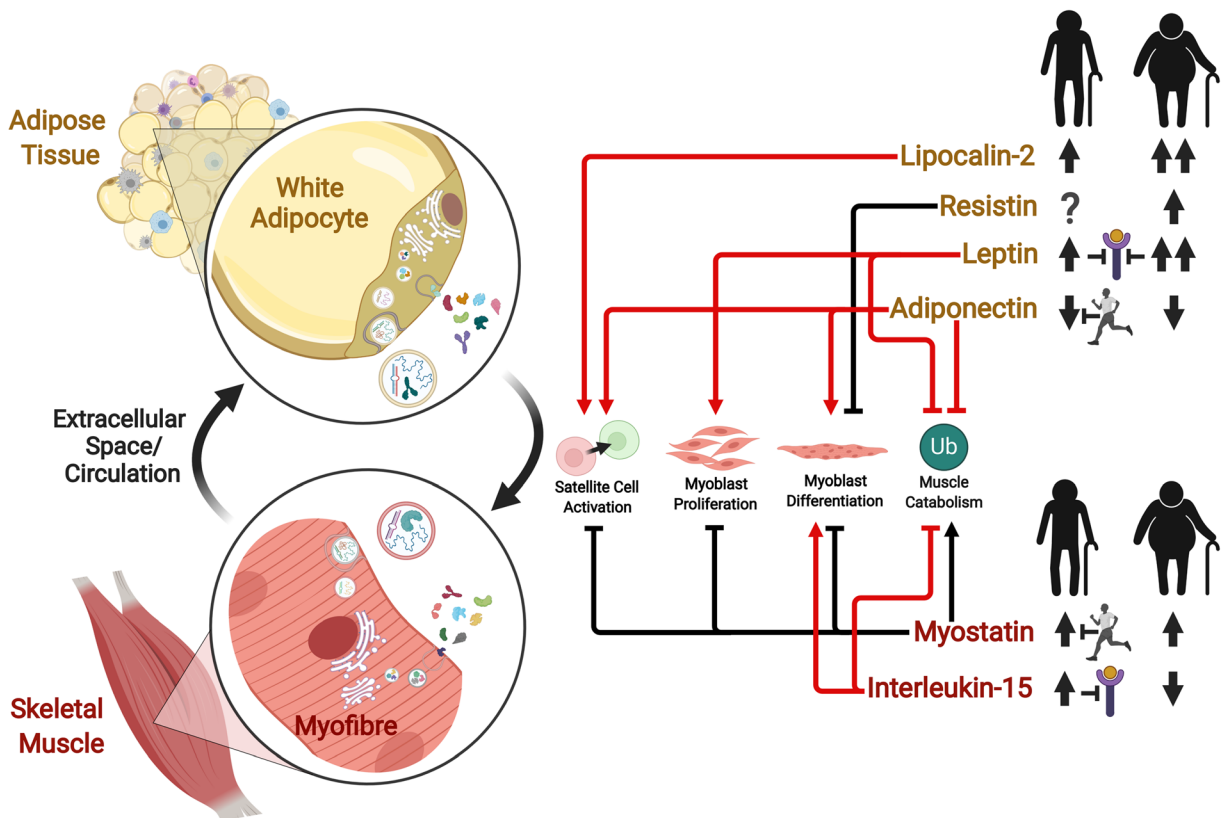 Adipose
Tissue
White
Adipocyte
Extracellular
Space/
Circulation
Skeletal
Muscle
Myofibre
Lipocalin-2
Resistin
?
Leptin
Adiponectin
Ub
Satellite Cell
Activation
Myoblast
Proliferation
Myoblast
Differentiation
Muscle
Catabolism
Myostatin
Interleukin-15